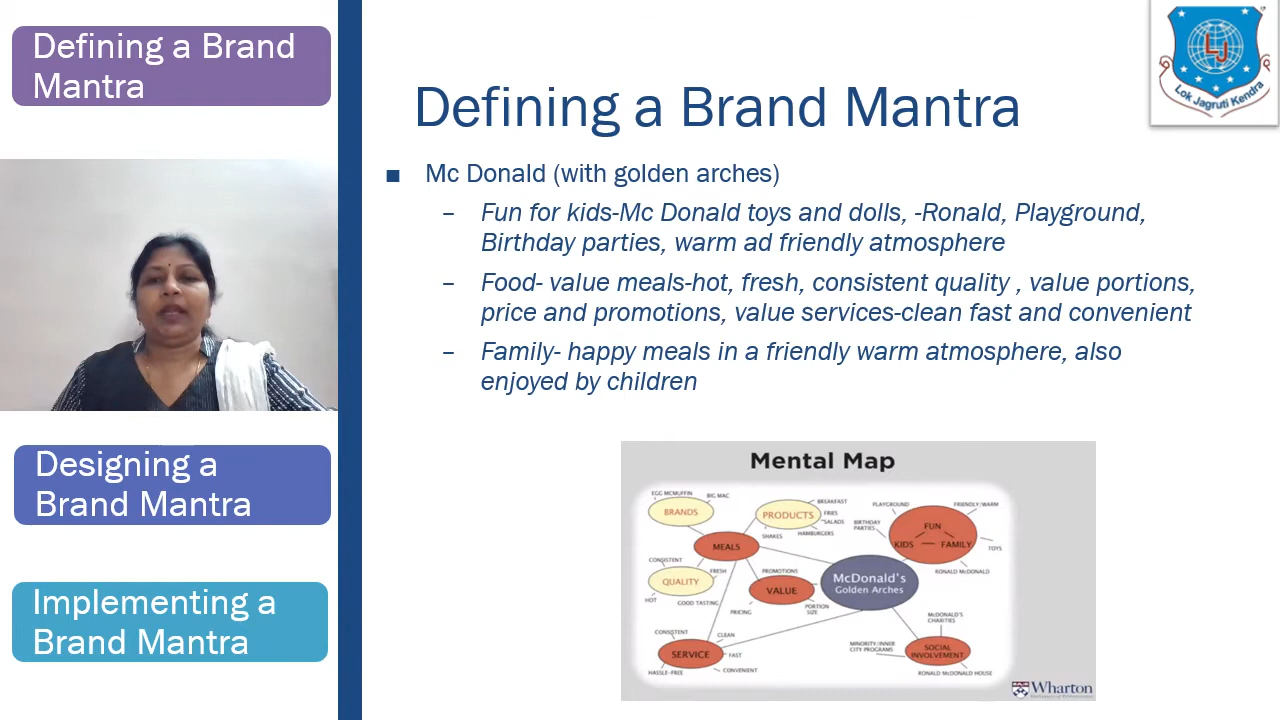 Defining a Brand
Mantra
Designing a
Brand Mantra
Implementing a
Brand Mantra
Defining a Brand Mantra
LJ
Lok Jagruti Kendra
■ Mc Donald (with golden arches)
– Fun for kids-Mc Donald toys and dolls, -Ronald, Playground,
Birthday parties, warm ad friendly atmosphere
– Food- value meals-hot, fresh, consistent quality , value portions,
price and promotions, value services-clean fast and convenient
– Family- happy meals in a friendly warm atmosphere, also
enjoyed by children
Mental Map
EGG MCMUFFIN
BIG MAC
BRANDS
PRODUCTS
BREAKFAST
FRIES
SALADS
HAMBURGERS
SHAKES
MEALS
CONSISTENT
FRESH
QUALITY
HOT
GOOD TASTING
PROMOTIONS
VALUE
PRICING
PORTION
SIZE
McDonald's
Golden Arches
PLAYGROUND
FRIENDLY/WARM
BIRTHDAY
PARTIES
FUN
KIDS
FAMILY
TOYS
RONALD MCDONALD
CONSISTENT
CLEAN
SERVICE
FAST
HASSLE-FREE
CONVENIENT
McDONALD'S
CHARITIES
MINORITY/INNER
CITY PROGRAMS
SOCIAL
INVOLVEMENT
RONALD McDONALD HOUSE
Wharton